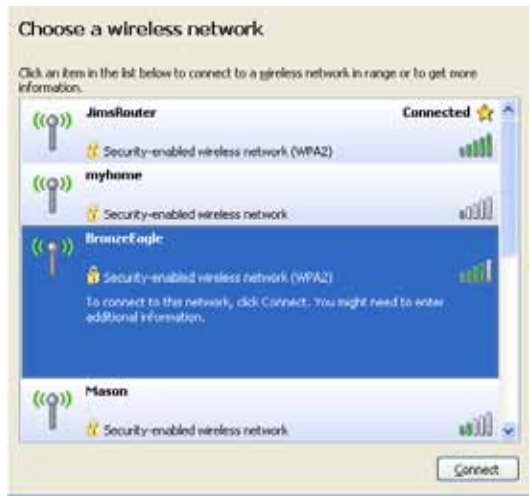 Choose a wireless network
Click an item in the list below to connect to a wireless network in range or to get more
information.
JimsRouter Connected
Security-enabled wireless network (WPA2)
myhome
Security-enabled wireless network
BronzeEagle
Security-enabled wireless network (WPA2)
To connect to this network, click Connect. You might need to enter
additional information.
Mason
Security-enabled wireless network
Connect